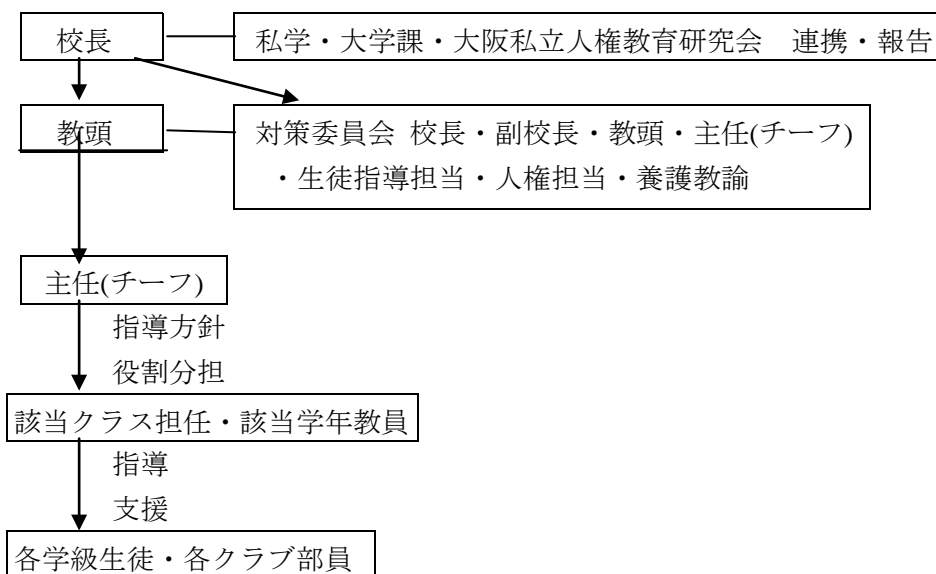 校長
私学・大学課・大阪私立人権教育研究会　連携・報告
教頭
対策委員会 校長・副校長・教頭・主任(チーフ)
・生徒指導担当・人権担当・養護教諭
主任(チーフ)
指導方針
役割分担
該当クラス担任・該当学年教員
指導
支援
各学級生徒・各クラブ部員